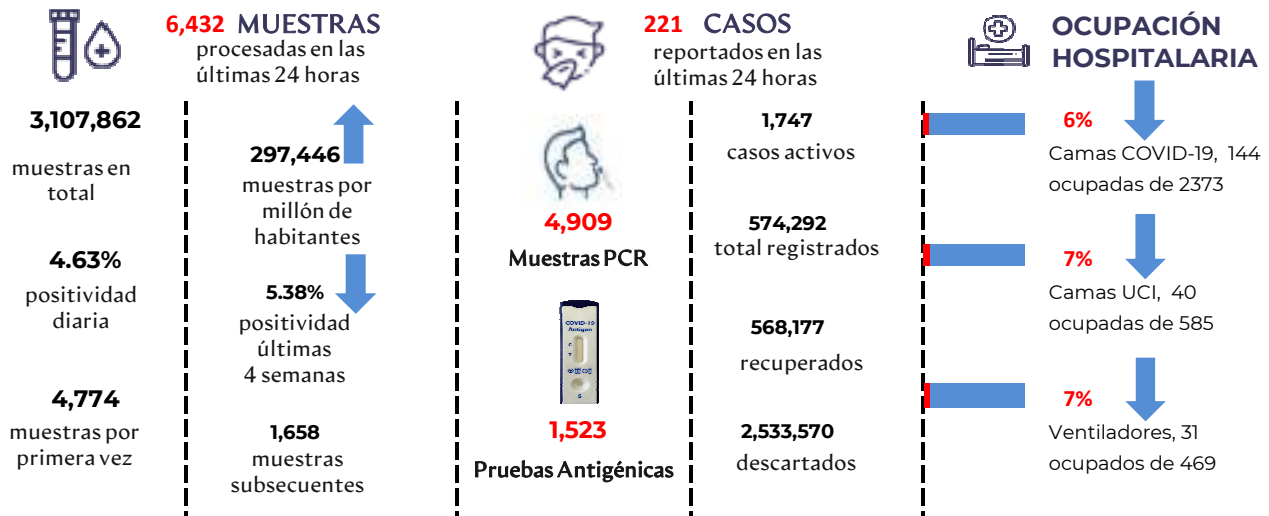 6,432 MUESTRAS
procesadas en las
últimas 24 horas
3,107,862
muestras en
total
4.63%
positividad
diaria
4,774
muestras por
primera vez
297,446
muestras por
millón de
habitantes
5.38%
positividad
últimas
4 semanas
1,658
muestras
subsecuentes
221 CASOS
reportados en las
últimas 24 horas
4,909
Muestras PCR
COVID-19
Antigen
C
T
S
1,523
Pruebas Antigénicas
1,747
casos activos
574,292
total registrados
568,177
recuperados
2,533,570
descartados
OCUPACIÓN
HOSPITALARIA
6%
Camas COVID-19, 144
ocupadas de 2373
7%
Camas UCI, 40
ocupadas de 585
7%
Ventiladores, 31
ocupados de 469